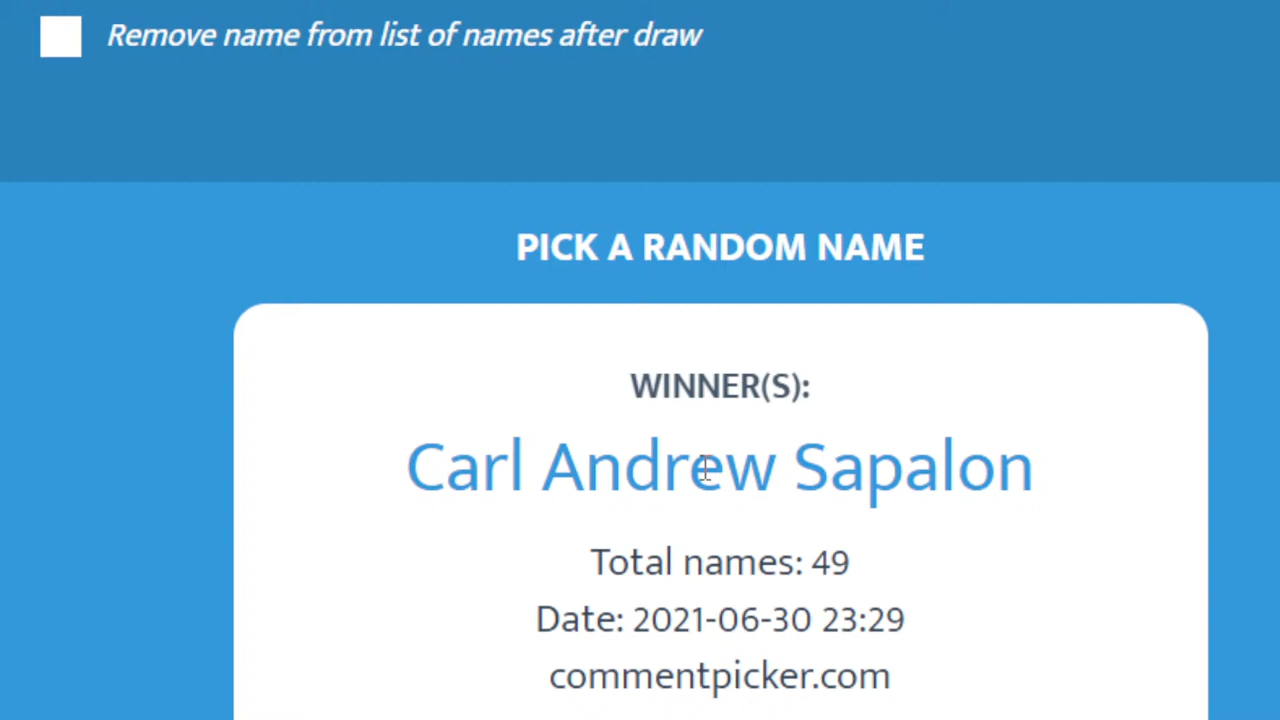 Remove name from list of names after draw
PICK A RANDOM NAME
WINNER(S):
Carl Andrew Sapalon
Total names: 49
Date: 2021-06-30 23:29
commentpicker.com